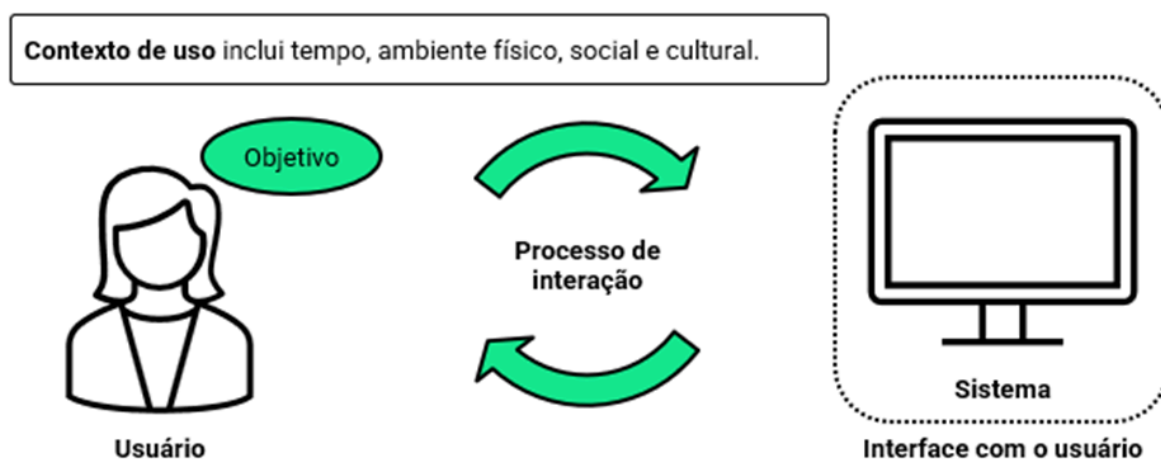 Contexto de uso inclui tempo, ambiente físico, social e cultural.
Objetivo
Processo de
interação
Sistema
Usuário
Interface com o usuário